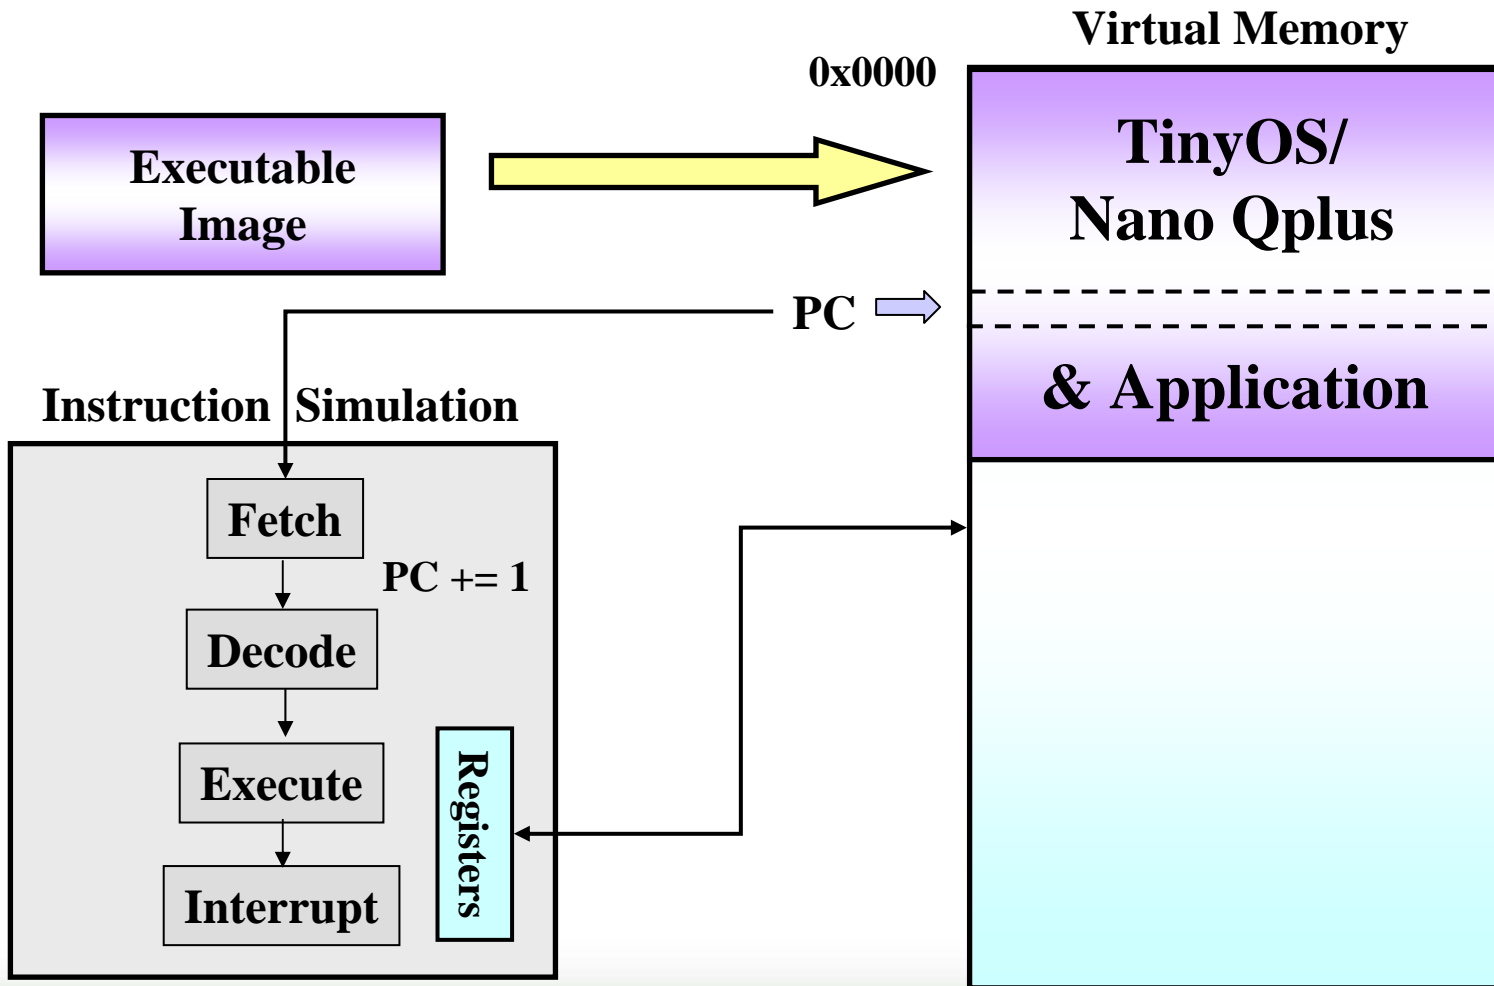 Virtual Memory
0x0000
Executable
Image
TinyOS/
Nano Qplus
PC
& Application
Instruction Simulation
Fetch
PC += 1
Decode
Execute
Registers
Interrupt